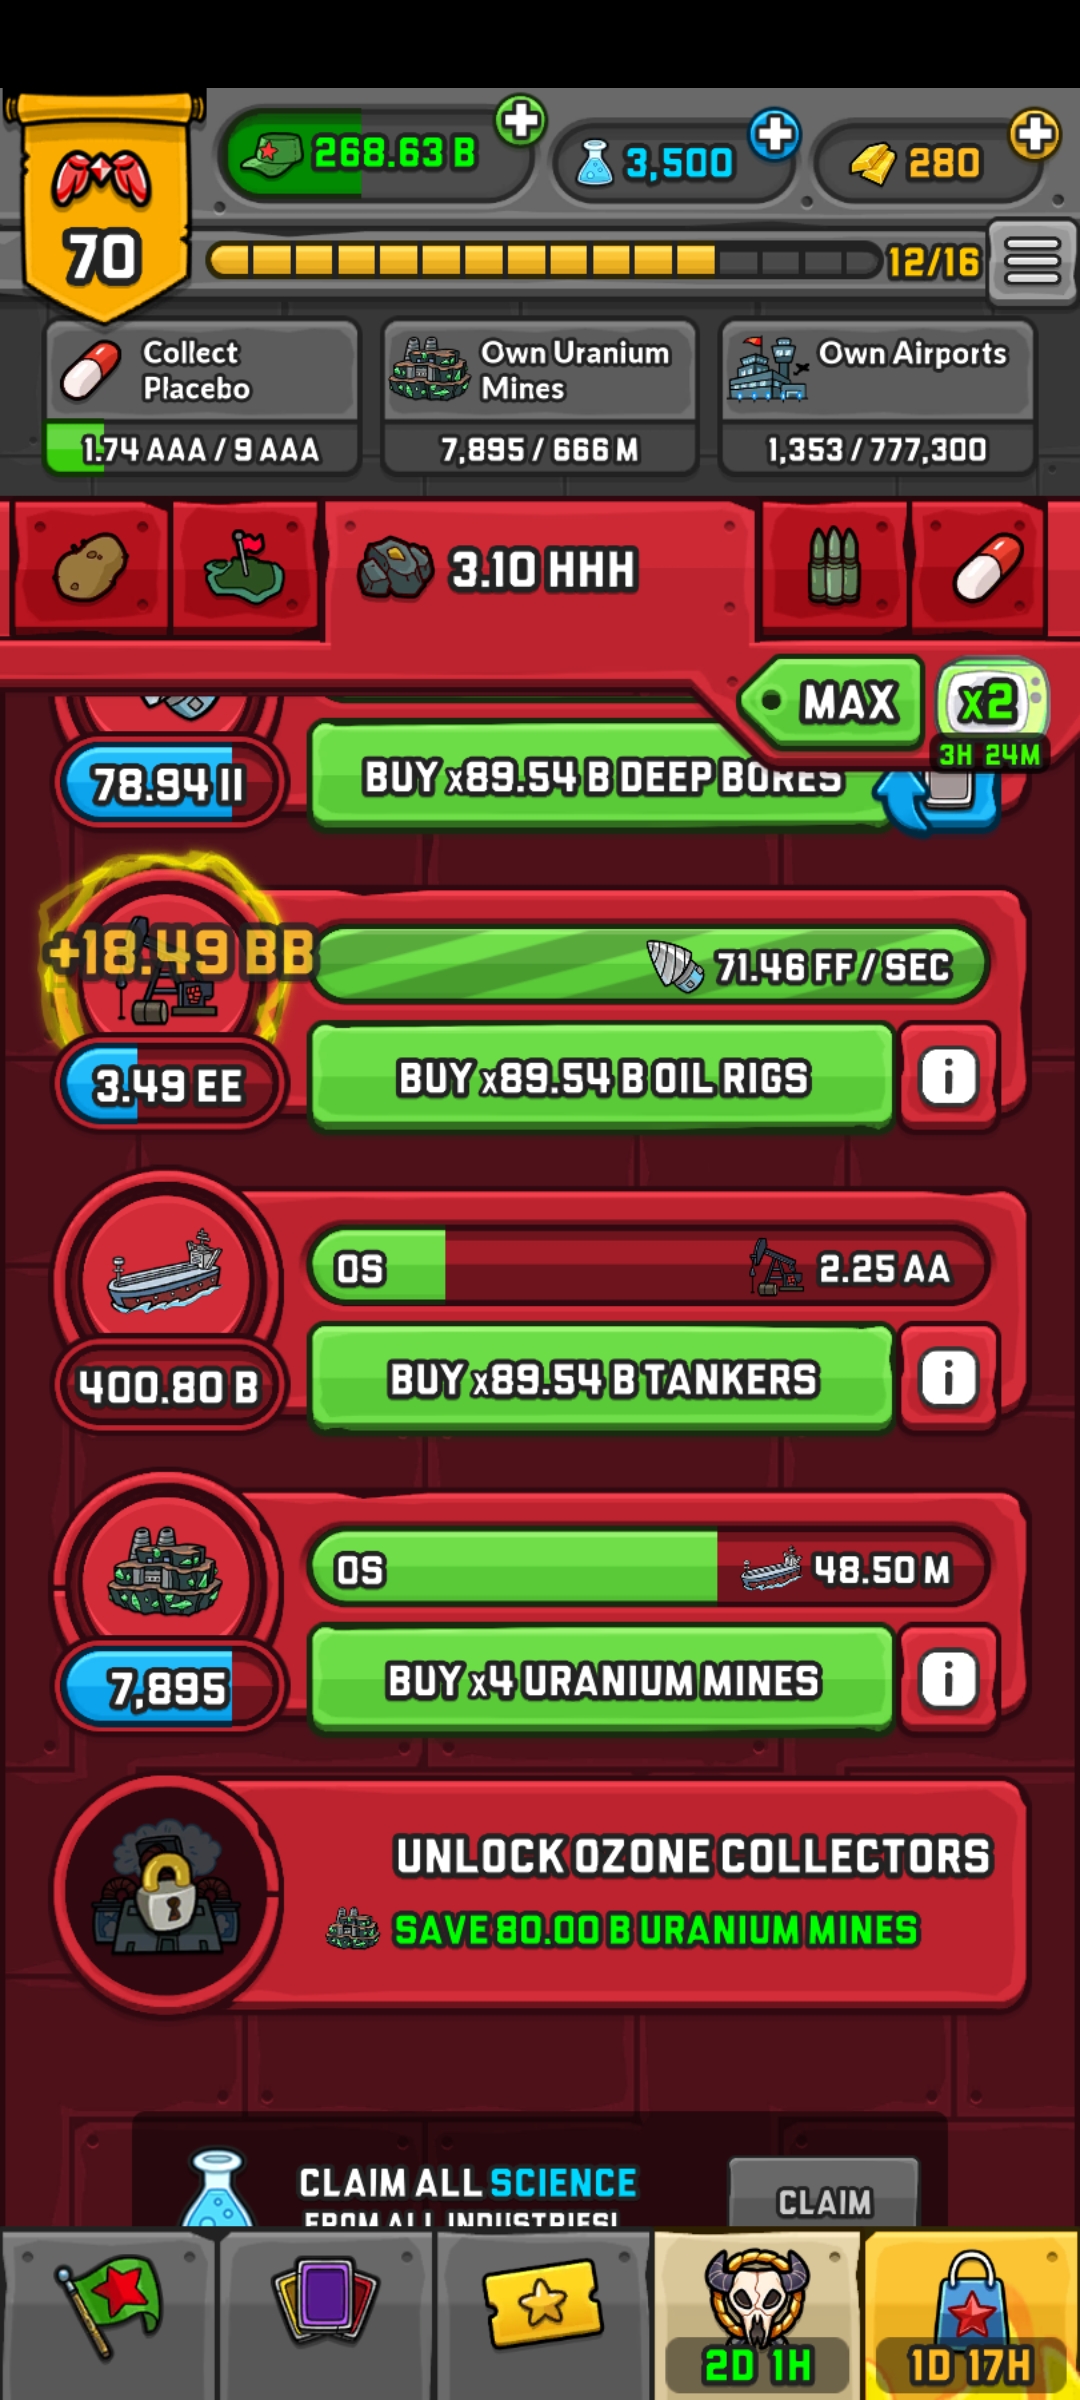 70
268.63 B
3,500
280
12/16
Collect
Placebo
1.74 AAA / 9 AAA
Own Uranium
Mines
7,895 / 666 M
Own Airports
1,353 / 777,300
3.10 HHH
MAX
x2
3H 24M
78.94 II
BUY x89.54 B DEEP BORES
+18.49 BB
71.46 FF / SEC
3.49 EE
BUY x89.54 B OIL RIGS
i
0S
2.25 AA
400.80 B
BUY x89.54 B TANKERS
i
0S
48.50 M
7,895
BUY x4 URANIUM MINES
i
UNLOCK OZONE COLLECTORS
SAVE 80.00 B URANIUM MINES
CLAIM ALL SCIENCE
FROM ALL INDUSTRIES!
CLAIM
2D 1H
1D 17H